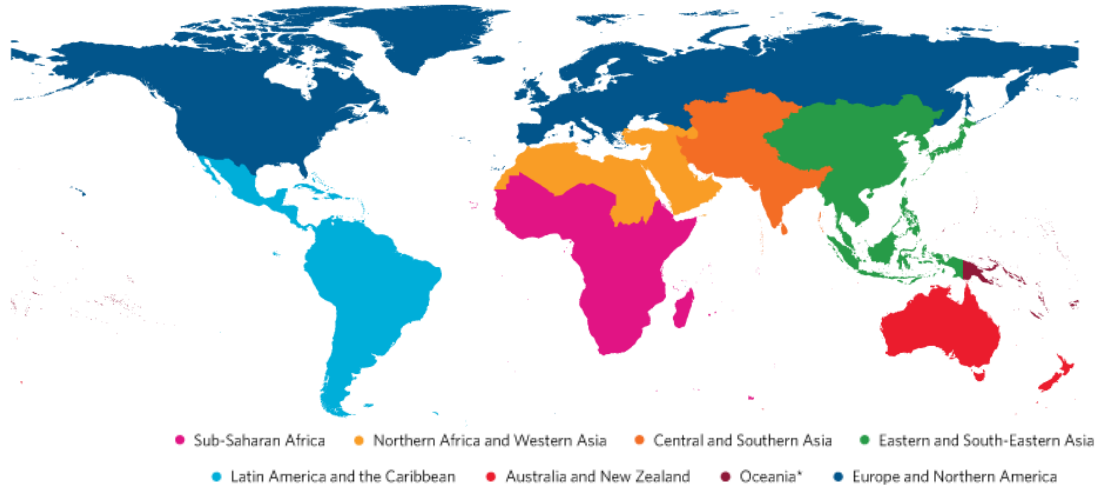 Sub-Saharan Africa Northern Africa and Western Asia Central and Southern Asia Eastern and South-Eastern Asia
Latin America and the Caribbean Australia and New Zealand Oceania* Europe and Northern America